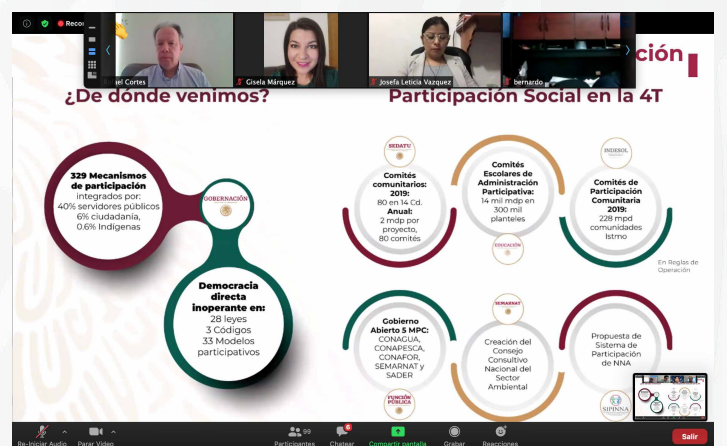 Recor
el Cortes
Gisela Márquez
Josefa Leticia Vazquez
bernardo
ción
¿De dónde venimos?
Participación Social en la 4T
329 Mecanismos
de participación
integrados por:
40% servidores públicos
6% ciudadanía,
0.6% Indígenas
GOBERNACIÓN
Democracia
directa
inoperante en:
28 leyes
3 Códigos
33 Modelos
participativos
SEDATU
Comités
comunitarios:
2019:
80 en 14 Cd.
Anual:
2 mdp por
proyecto,
80 comités
Comités
Escolares de
Administración
Participativa:
14 mil mdp en
300 mil
planteles
EDUCACIÓN
INDESOL
Comités de
Participación
Comunitaria
2019:
228 mpd
comunidades
Istmo
En Reglas de
Operación
Gobierno
Abierto 5 MPC:
CONAGUA,
CONAPESCA,
CONAFOR,
SEMARNAT y
SADER
FUNCIÓN
PÚBLICA
SEMARNAT
Creación del
Consejo
Consultivo
Nacional del
Sector
Ambiental
Propuesta de
Sistema de
Participación
de NNA
SIPINNA
Re-Iniciar Audio
Parar Video
99
Participantes
6
Chatear
Compartir pantalla
Grabar
Reacciones
Salir